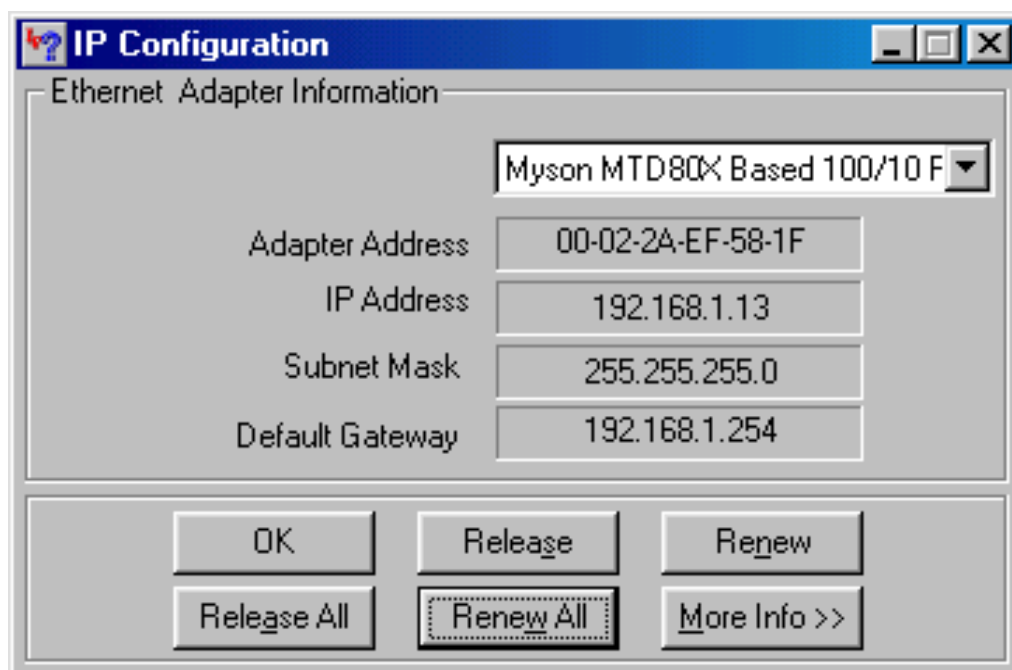 IP Configuration
Ethernet Adapter Information
Myson MTD80X Based 100/10 F
Adapter Address 00-02-2A-EF-58-1F
IP Address 192.168.1.13
Subnet Mask 255.255.255.0
Default Gateway 192.168.1.254
OK Release Renew
Release All Renew All More Info >>